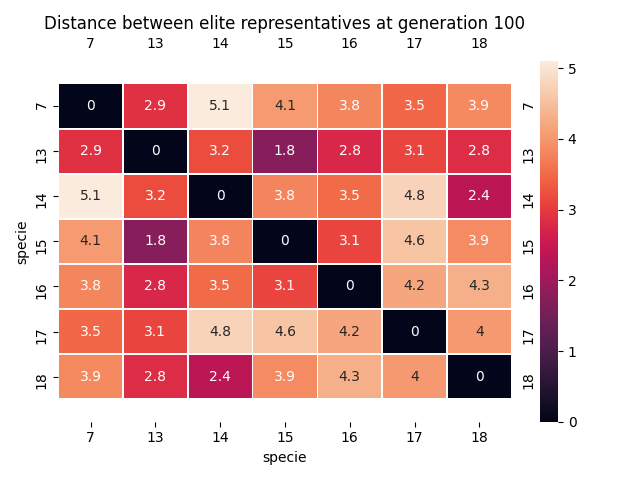 Distance between elite representatives at generation 100
7 13 14 15 16 17 18
7 0 2.9 5.1 4.1 3.8 3.5 3.9 7
13 2.9 0 3.2 1.8 2.8 3.1 2.8 13
14 5.1 3.2 0 3.8 3.5 4.8 2.4 14
15 4.1 1.8 3.8 0 3.1 4.6 3.9 15
16 3.8 2.8 3.5 3.1 0 4.2 4.3 16
17 3.5 3.1 4.8 4.6 4.2 0 4 17
18 3.9 2.8 2.4 3.9 4.3 4 0 18
7 13 14 15 16 17 18
specie
specie
5
4
3
2
1
0